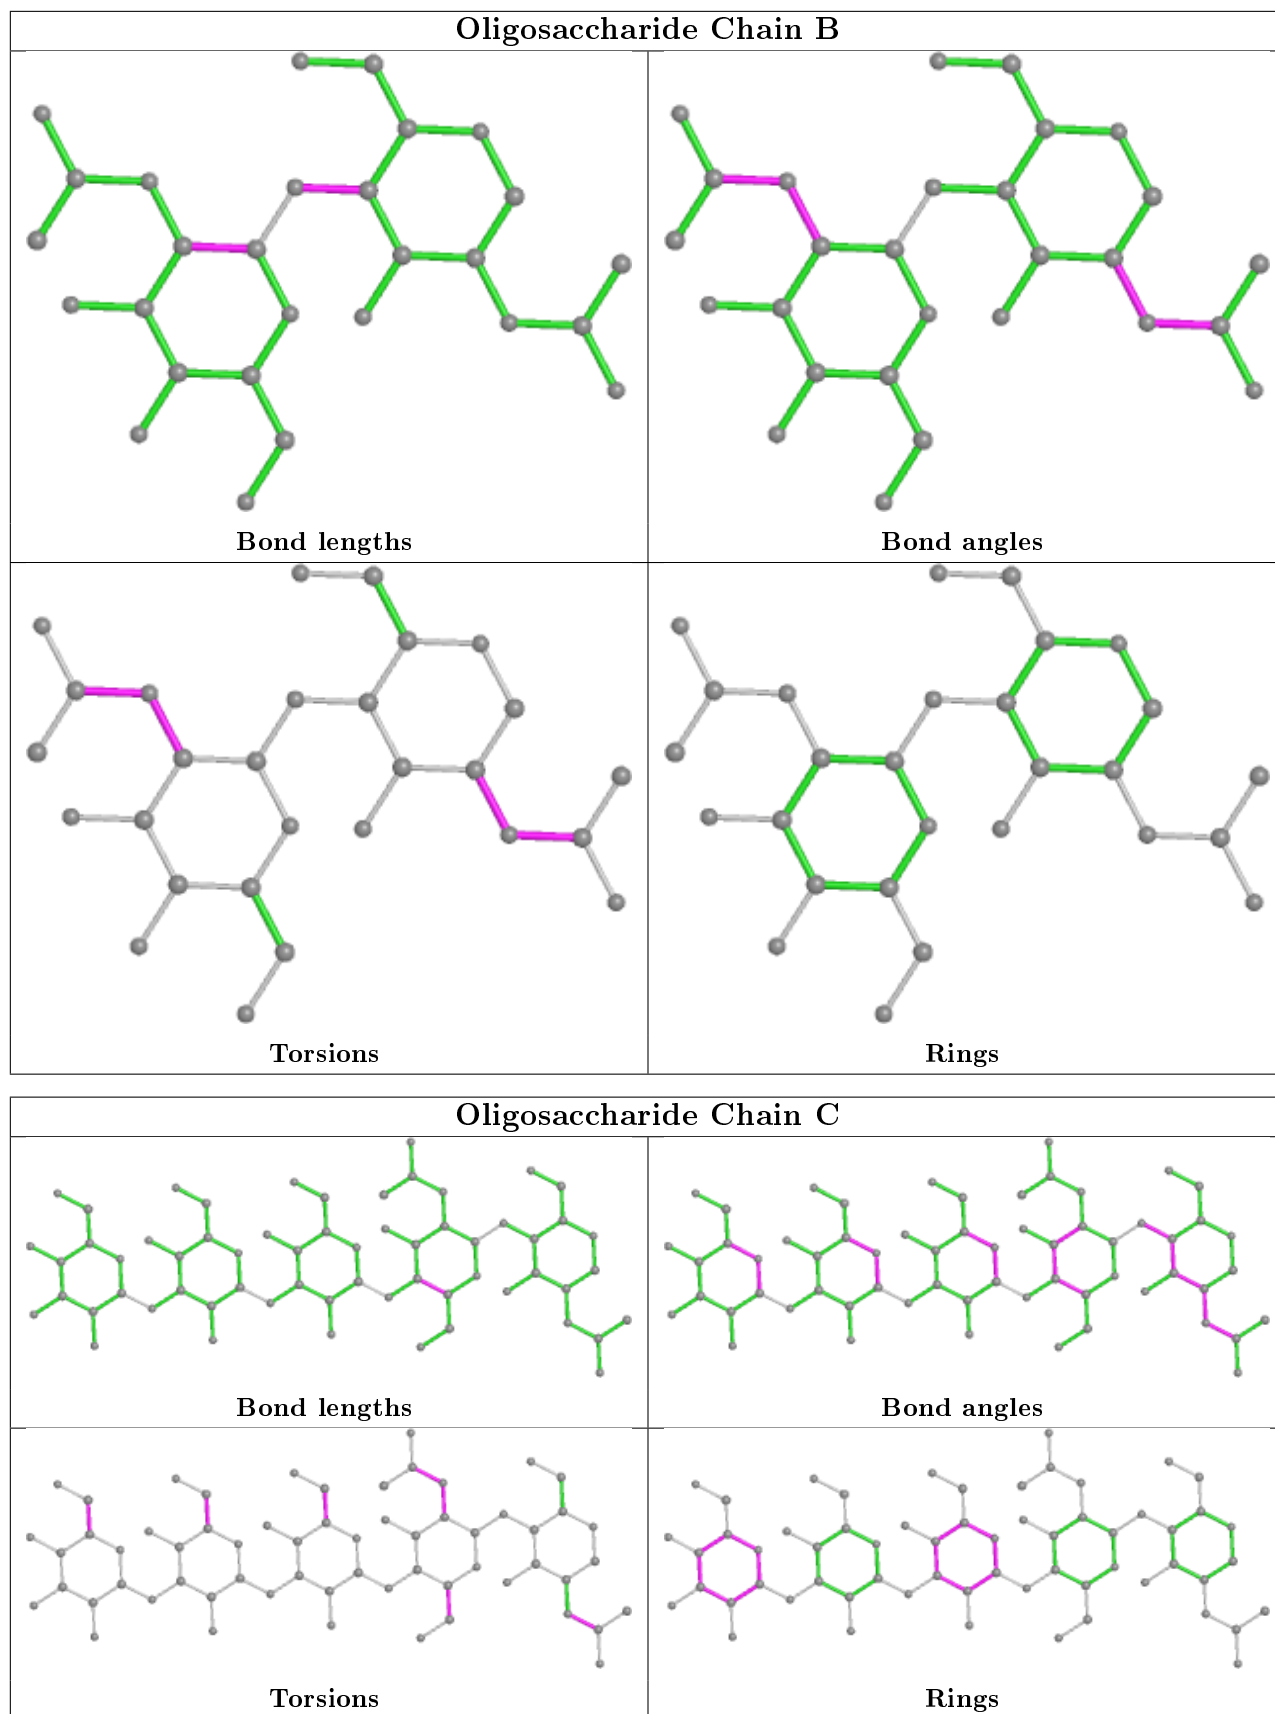 Oligosaccharide Chain B
Bond lengths
Bond angles
Torsions
Rings
Oligosaccharide Chain C
Bond lengths
Bond angles
Torsions
Rings